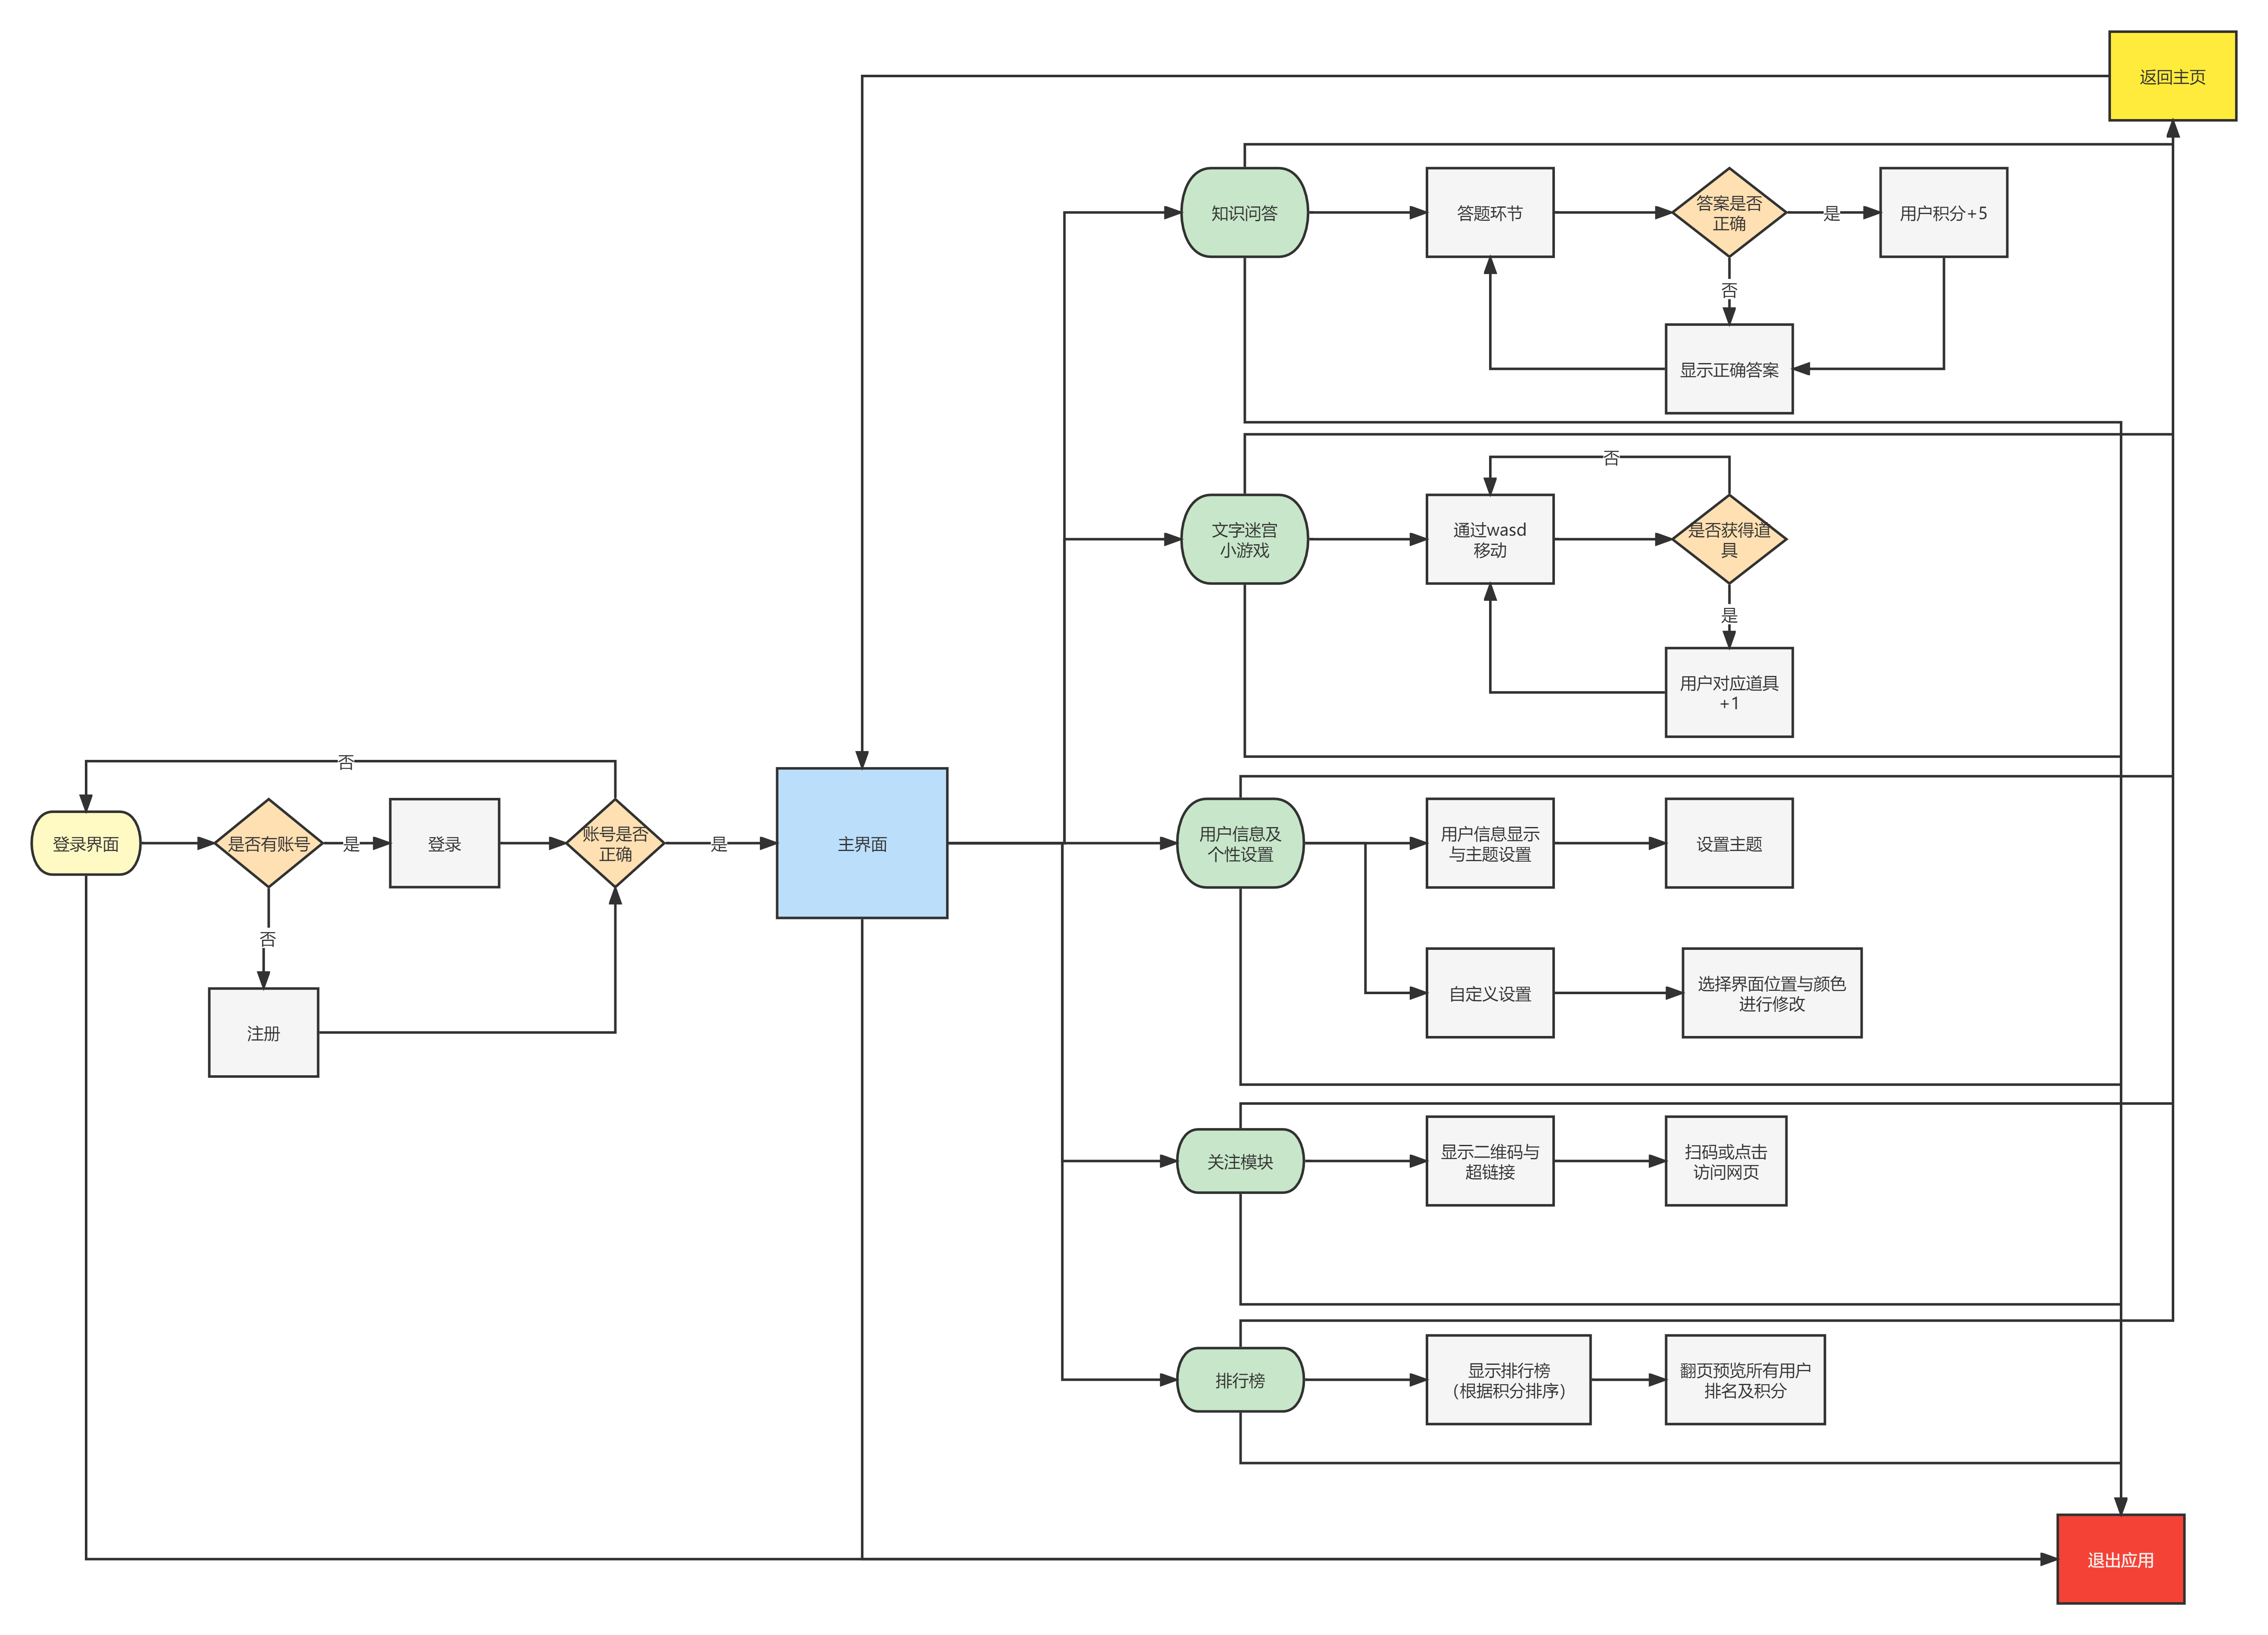 返回主页
知识问答
答题环节
答案是否
正确
是
用户积分+5
否
显示正确答案
否
文字迷宫
小游戏
通过wasd
移动
是否获得道
具
是
用户对应道具
+1
否
登录界面
是否有账号
是
登录
账号是否
正确
是
主界面
用户信息及
个性设置
用户信息显示
与主题设置
设置主题
否
注册
自定义设置
选择界面位置与颜色
进行修改
关注模块
显示二维码与
超链接
扫码或点击
访问网页
排行榜
显示排行榜
（根据积分排序）
翻页预览所有用户
排名及积分
退出应用